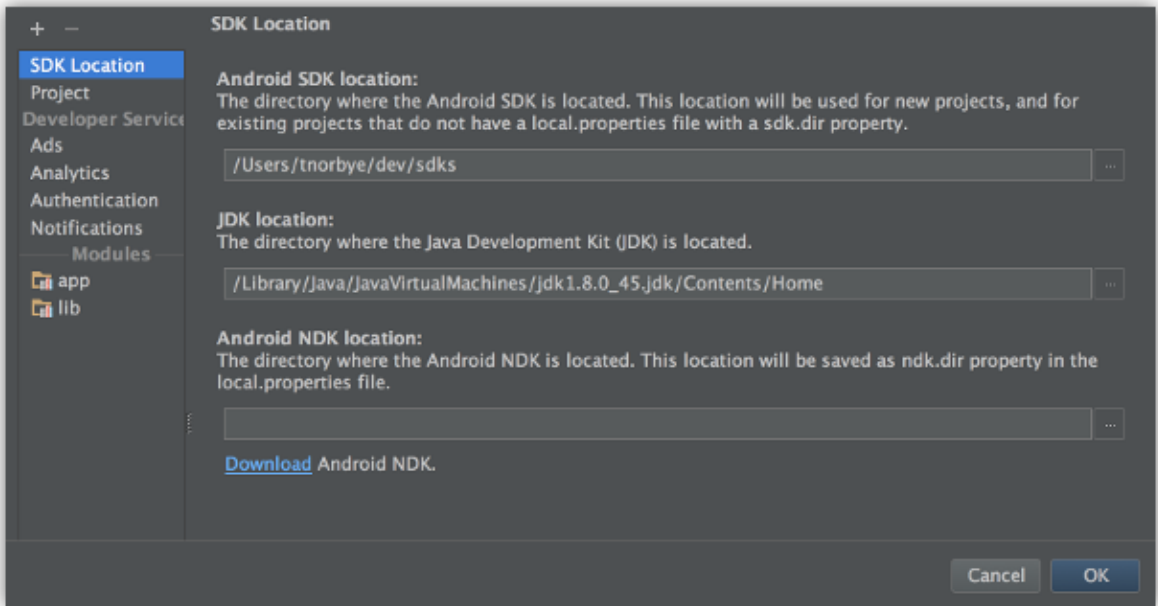 SDK Location
SDK Location
Project
Developer Service
Ads
Analytics
Authentication
Notifications
Modules
app
lib
Android SDK location:
The directory where the Android SDK is located. This location will be used for new projects, and for
existing projects that do not have a local.properties file with a sdk.dir property.
/Users/tnorbye/dev/sdks
...
JDK location:
The directory where the Java Development Kit (JDK) is located.
/Library/Java/JavaVirtualMachines/jdk1.8.0_45.jdk/Contents/Home
...
Android NDK location:
The directory where the Android NDK is located. This location will be saved as ndk.dir property in the
local.properties file.
...
Download Android NDK.
Cancel
OK